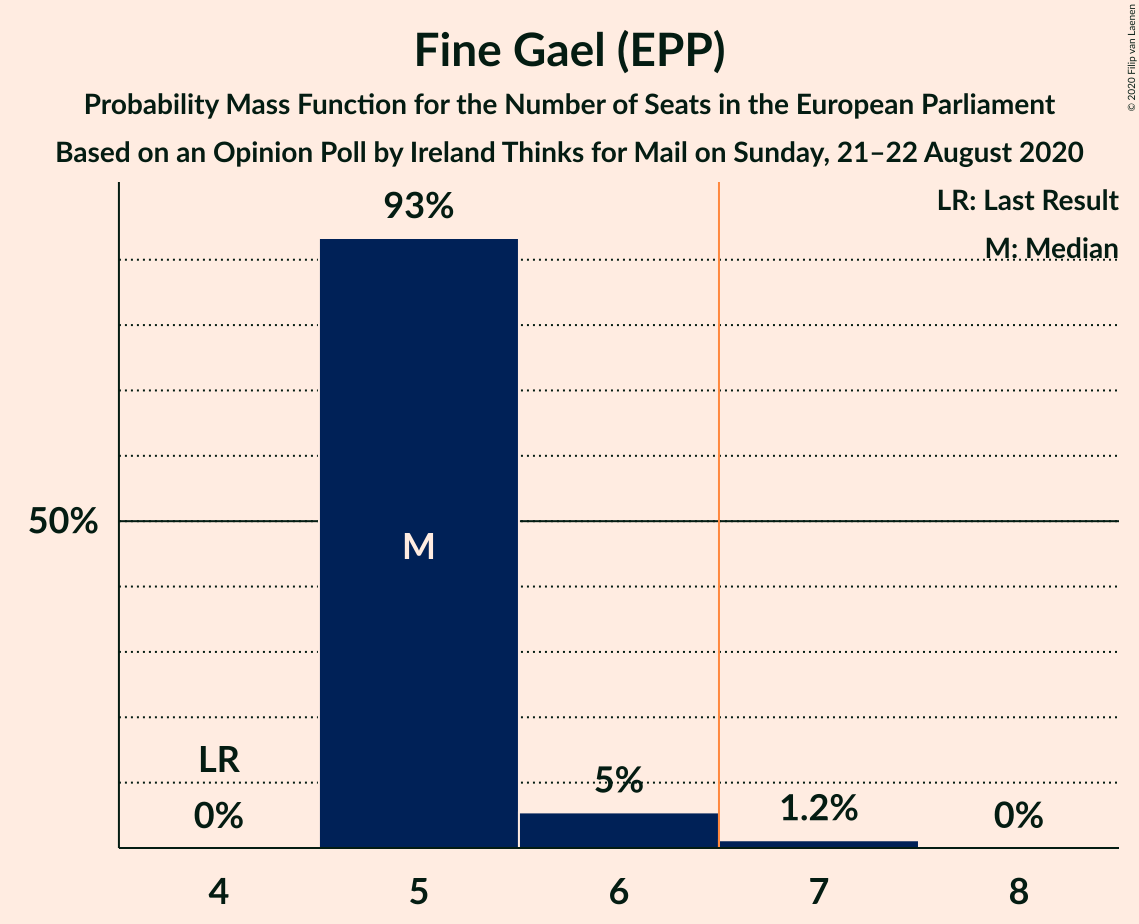 Fine Gael (EPP)
Probability Mass Function for the Number of Seats in the European Parliament
Based on an Opinion Poll by Ireland Thinks for Mail on Sunday, 21–22 August 2020
© 2020 Filip van Laenen
LR: Last Result
M: Median
93%
50%
M
LR
0%
5%
1.2%
0%
4 5 6 7 8